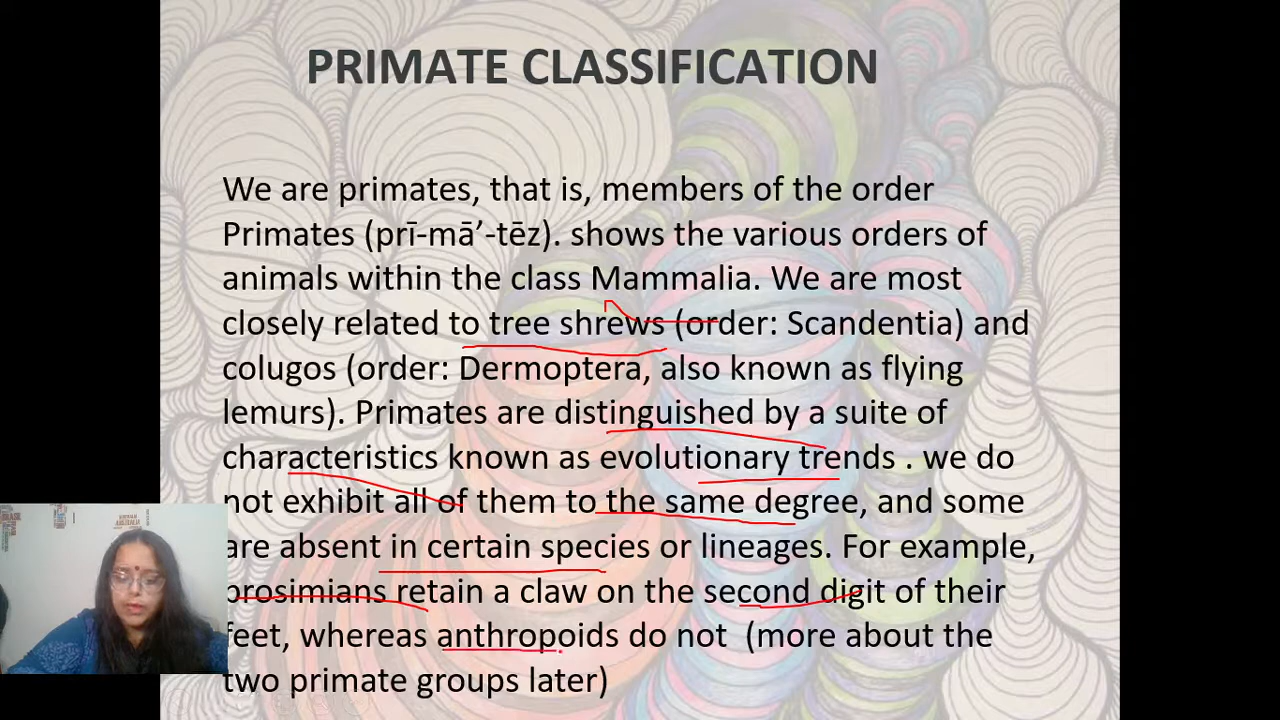 PRIMATE CLASSIFICATION
We are primates, that is, members of the order
Primates (prī-mā’-tēz). shows the various orders of
animals within the class Mammalia. We are most
closely related to tree shrews (order: Scandentia) and
colugos (order: Dermoptera, also known as flying
lemurs). Primates are distinguished by a suite of
characteristics known as evolutionary trends . we do
not exhibit all of them to the same degree, and some
are absent in certain species or lineages. For example,
prosimians retain a claw on the second digit of their
feet, whereas anthropoids do not (more about the
two primate groups later)